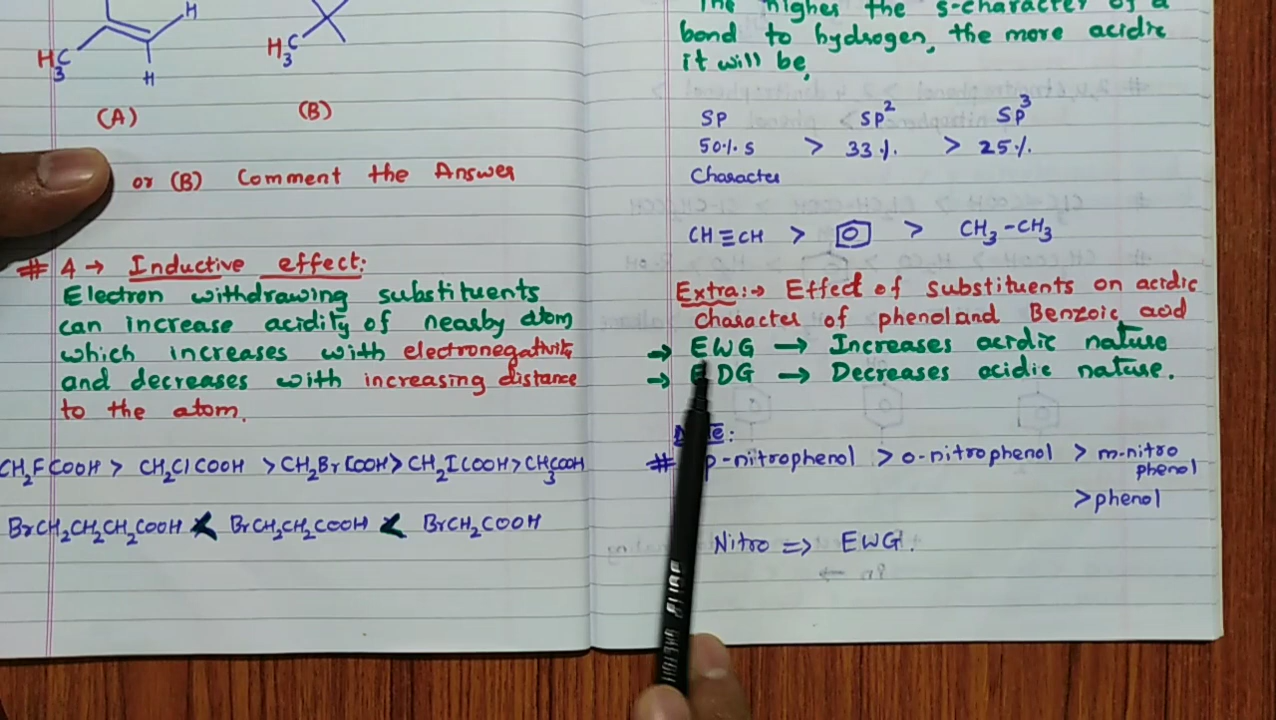 H
H₃C
H
H₃C
(A)
(B)
or (B) Comment the Answer
# 4 → Inductive effect:
Electron withdrawing substituents
can increase acidity of nearby atom
which increases with electronegativity
and decreases with increasing distance
to the atom.
CH₂FCOOH > CH₂ClCOOH > CH₂BrCOOH > CH₂ICOOH > CH₃COOH
BrCH₂CH₂CH₂COOH < BrCH₂CH₂COOH < BrCH₂COOH
The higher the s-character of a
bond to hydrogen, the more acidic
it will be,
SP SP² SP³
50% s > 33% > 25%
Character
CH≡CH > > CH₃-CH₃
Extra:→ Effect of substituents on acidic
Character of phenol and Benzoic acid
→ EWG → Increases acidic nature
→ EDG → Decreases acidic nature.
# p-nitrophenol > o-nitrophenol > m-nitro
phenol
> phenol
Nitro => EWG.